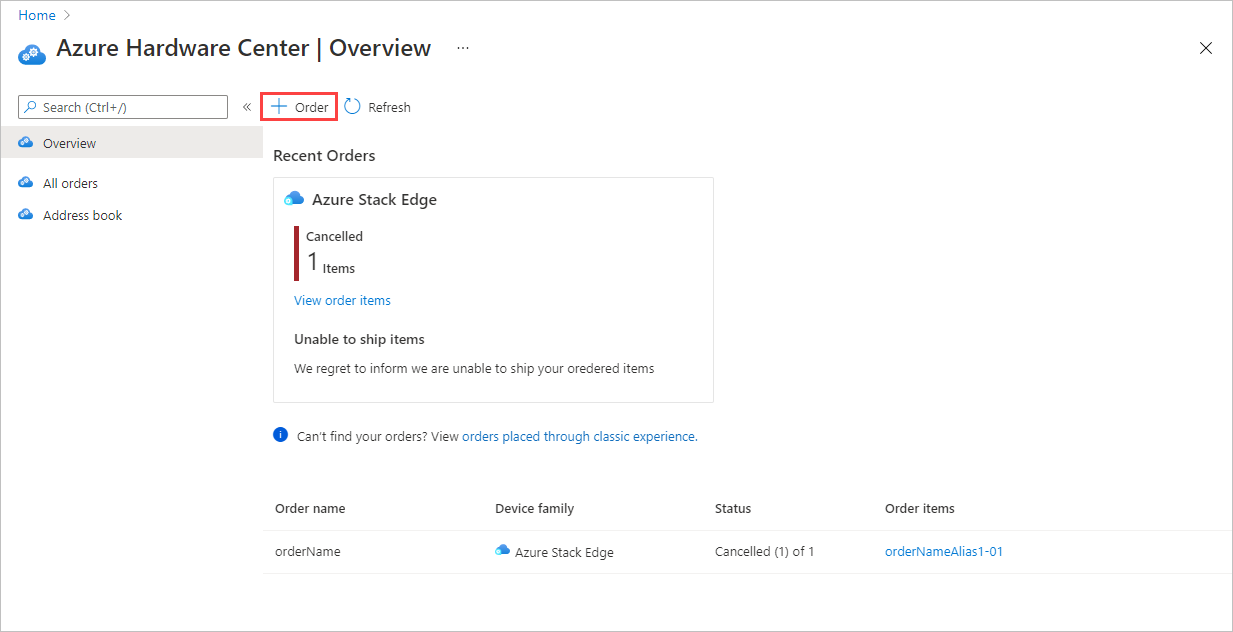 Home
Azure Hardware Center | Overview ...
Search (Ctrl+/)
« + Order Refresh
Overview
All orders
Address book
Recent Orders
Azure Stack Edge
Cancelled
1 Items
View order items
Unable to ship items
We regret to inform we are unable to ship your oredered items
Can't find your orders? View orders placed through classic experience.
Order name Device family Status Order items
orderName Azure Stack Edge Cancelled (1) of 1 orderNameAlias1-01